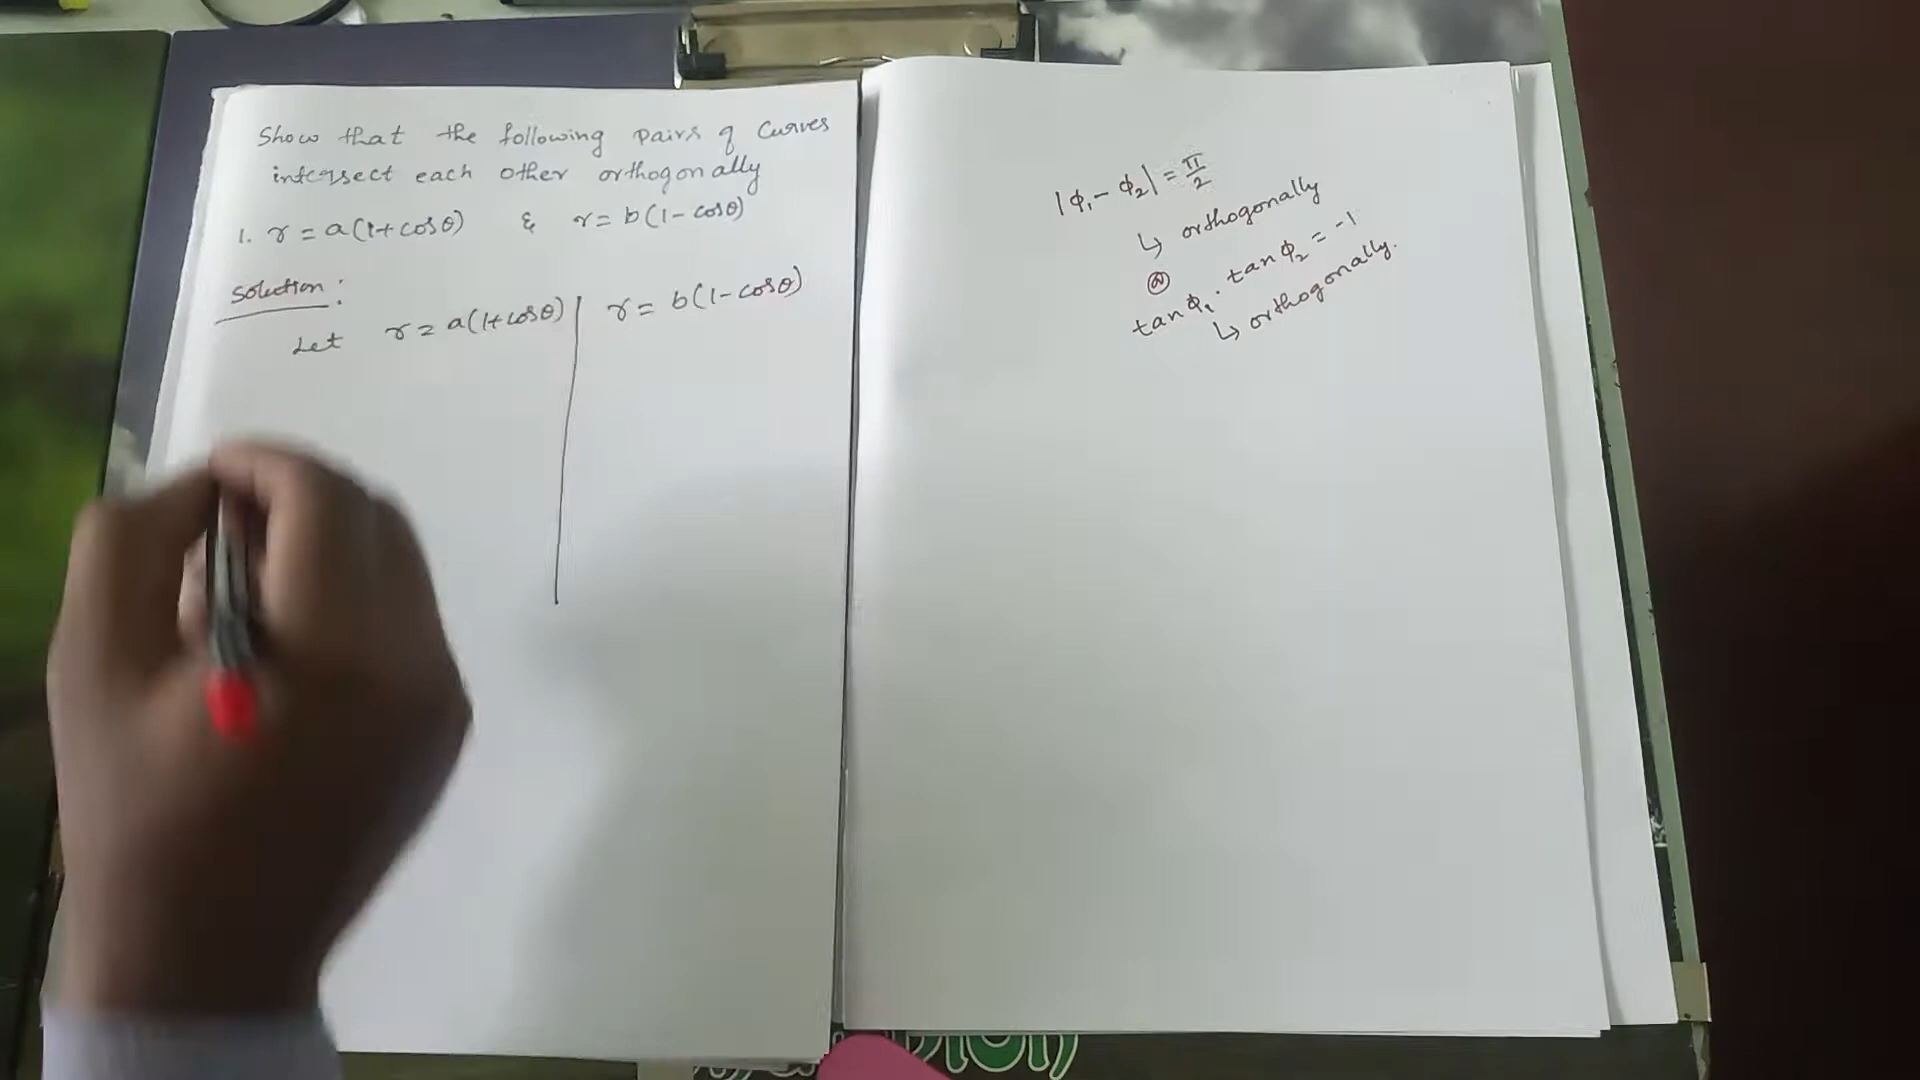 Show that the following pairs of Curves
intersect each other orthogonally
1. r = a(1+cosθ) & r = b(1-cosθ)
Solution:
Let r = a(1+cosθ) | r = b(1-cosθ)
|ϕ₁ - ϕ₂| = π/2
↳ orthogonally
tan ϕ₁ . tan ϕ₂ = -1
↳ orthogonally.